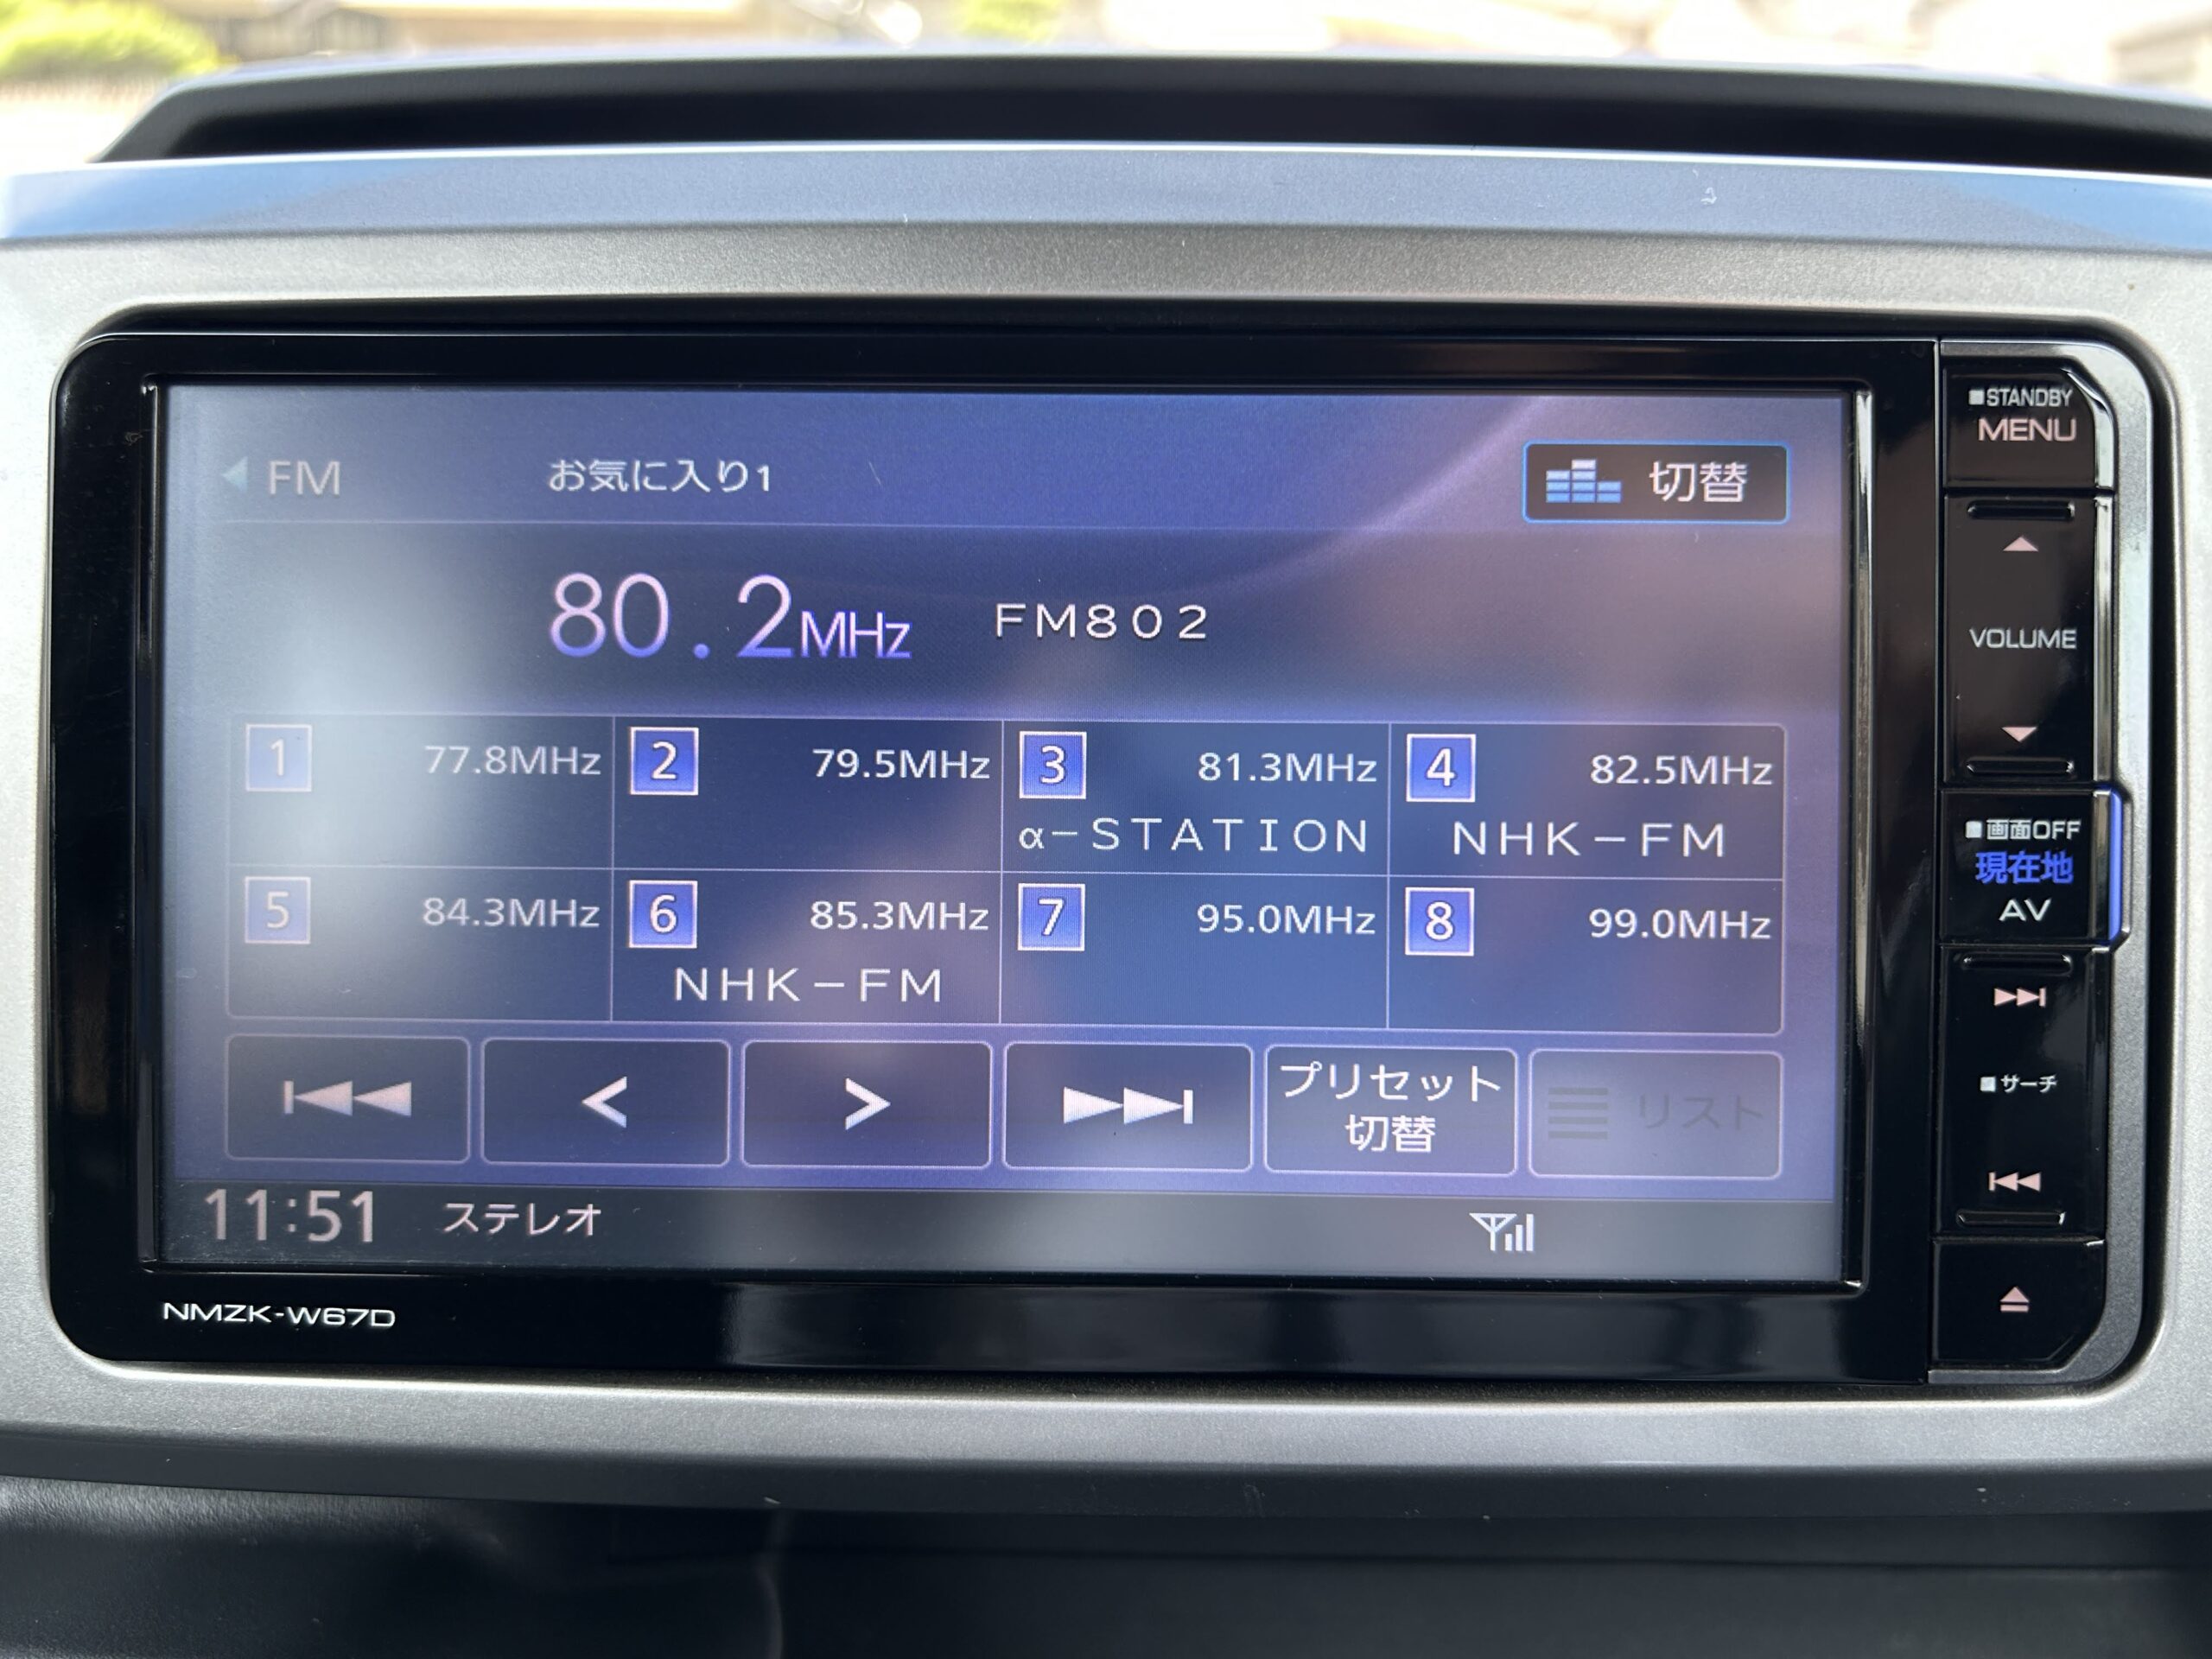 FM お気に入り1 切替
80.2MHz FM802
1 77.8MHz 2 79.5MHz 3 81.3MHz 4 82.5MHz
α-STATION NHK-FM
5 84.3MHz 6 85.3MHz 7 95.0MHz 8 99.0MHz
NHK-FM
プリセット
切替
リスト
11:51 ステレオ
NMZK-W67D
STANDBY
MENU
VOLUME
画面OFF
現在地
AV
サーチ